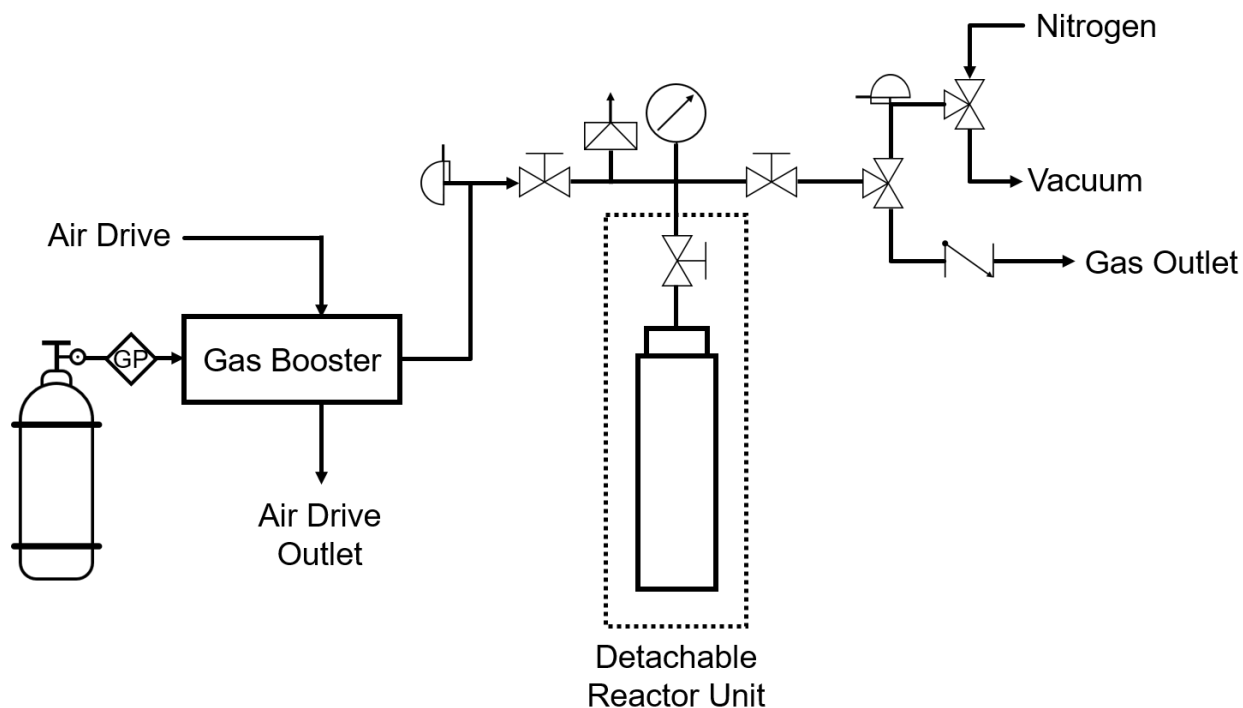 Nitrogen
Vacuum
Air Drive
Gas Outlet
GP
Gas Booster
Air Drive
Outlet
Detachable
Reactor Unit